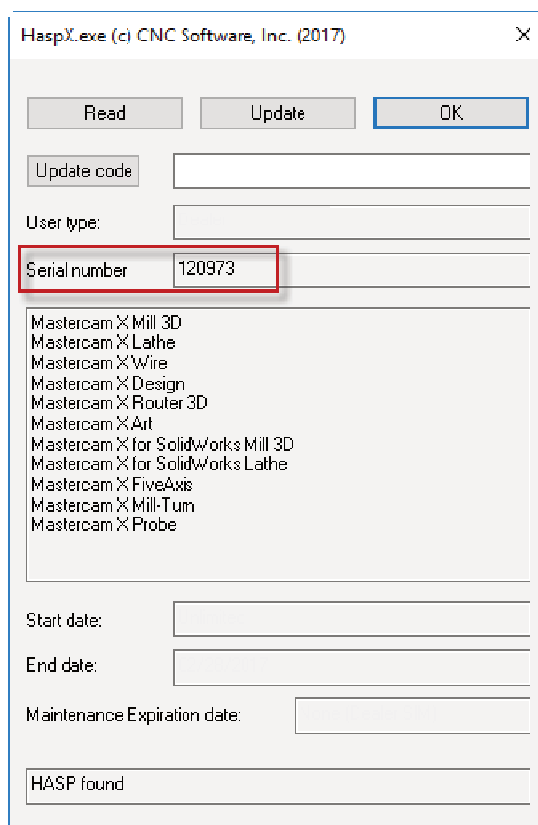 HaspX.exe (c) CNC Software, Inc. (2017)
Read Update OK
Update code
User type:
Serial number 120973
Mastercam X Mill 3D
Mastercam X Lathe
Mastercam X Wire
Mastercam X Design
Mastercam X Router 3D
Mastercam X Art
Mastercam X for SolidWorks Mill 3D
Mastercam X for SolidWorks Lathe
Mastercam X FiveAxis
Mastercam X Mill-Turn
Mastercam X Probe
Start date:
End date:
Maintenance Expiration date:
HASP found